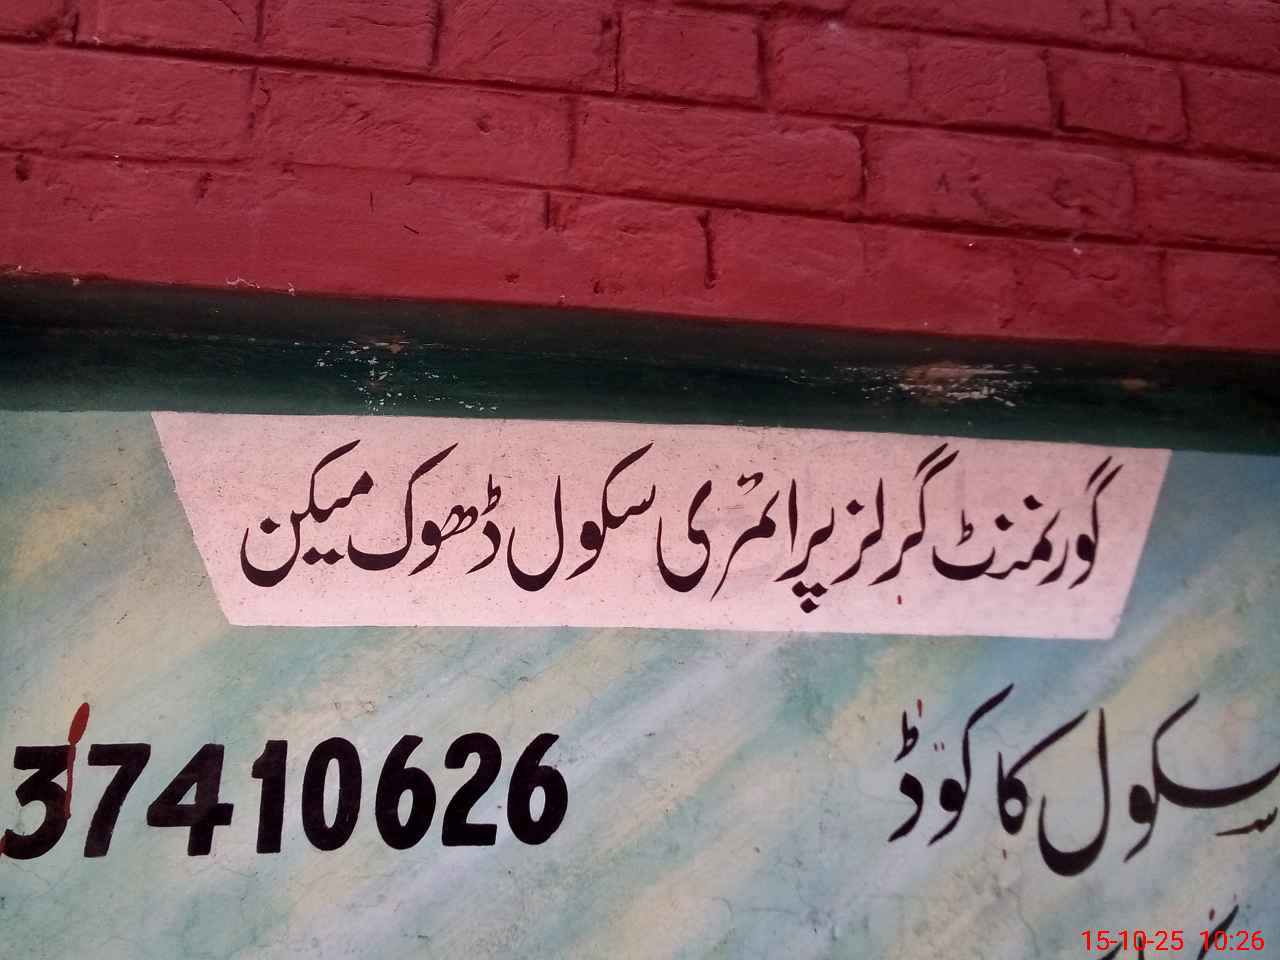 گورنمنٹ گرلز پرائمری سکول ڈھوک میکن
سکول کا کوڈ 37410626
15-10-25 10:26